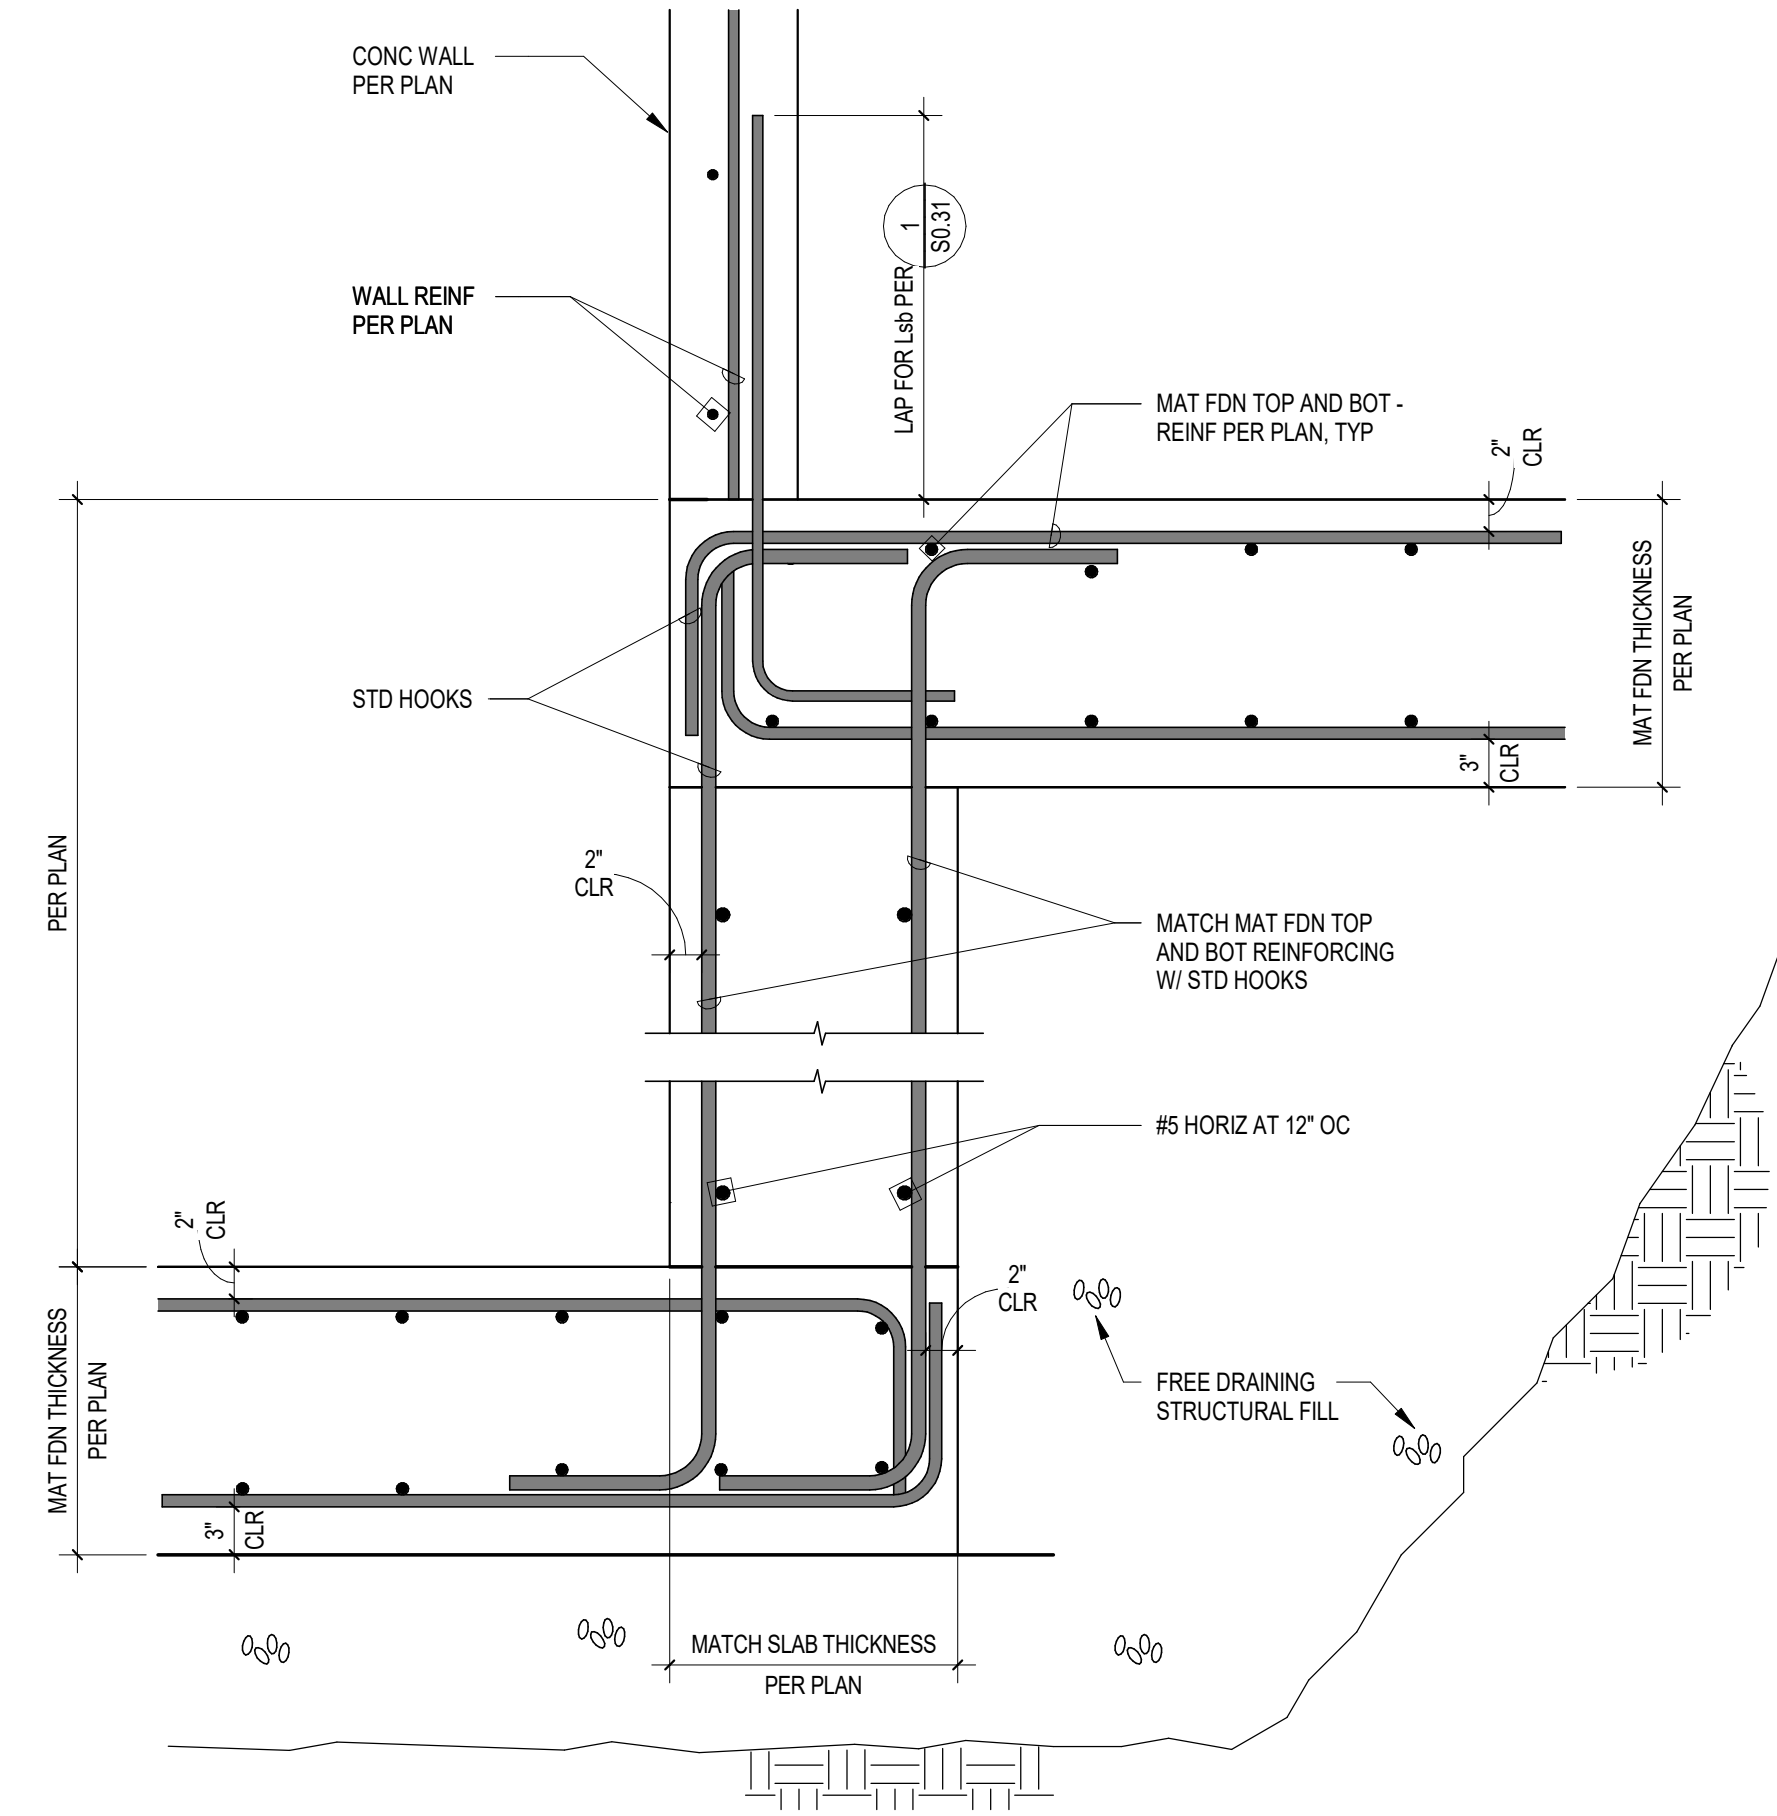 CONC WALL
PER PLAN
1
S0.31
LAP FOR Lsb PER
WALL REINF
PER PLAN
MAT FDN TOP AND BOT -
REINF PER PLAN, TYP
2"
CLR
MAT FDN THICKNESS
PER PLAN
STD HOOKS
3"
CLR
PER PLAN
2"
CLR
MATCH MAT FDN TOP
AND BOT REINFORCING
W/ STD HOOKS
#5 HORIZ AT 12" OC
2"
CLR
2"
CLR
MAT FDN THICKNESS
PER PLAN
FREE DRAINING
STRUCTURAL FILL
3"
CLR
MATCH SLAB THICKNESS
PER PLAN